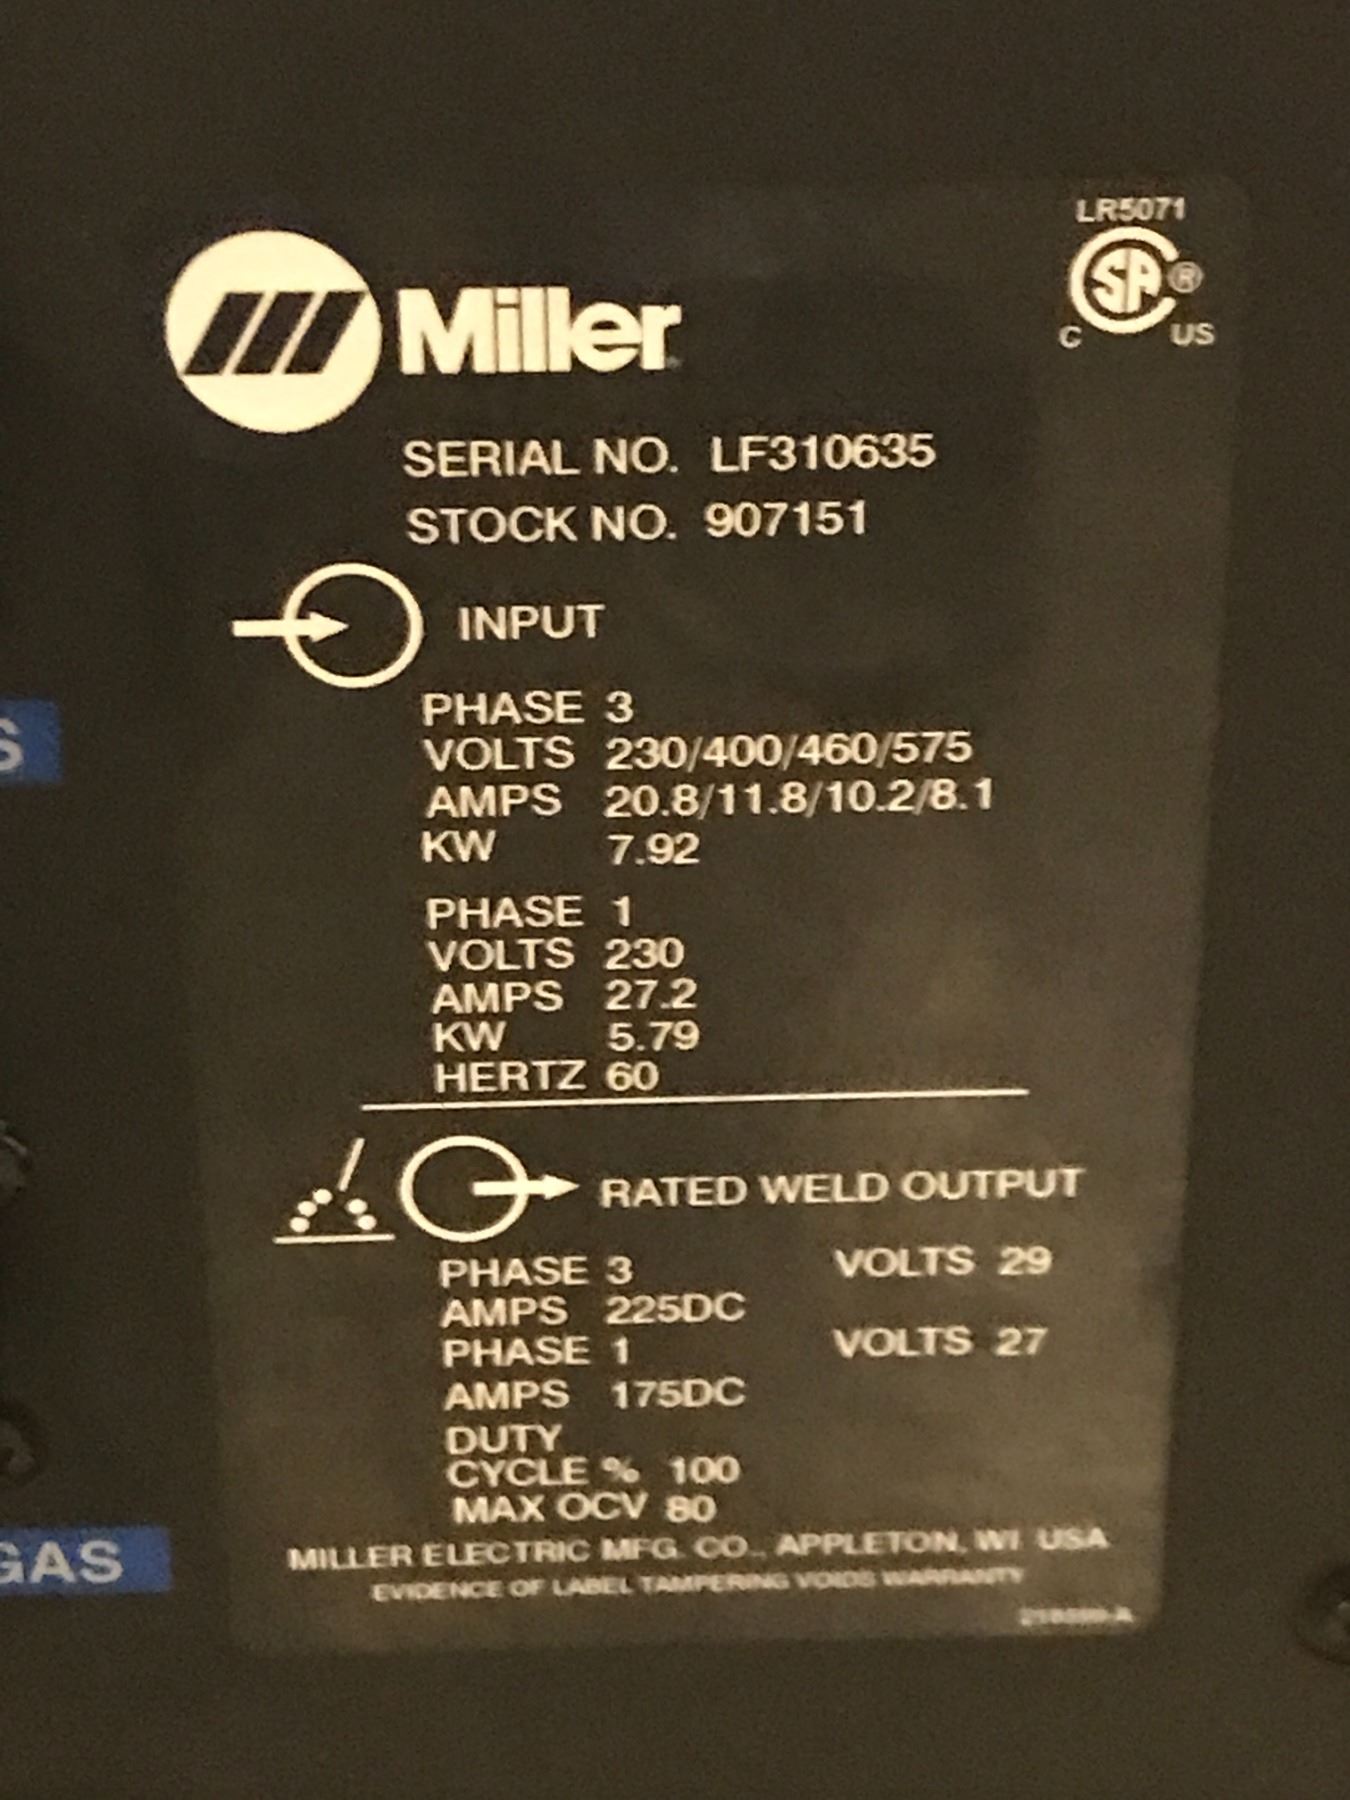 LR5071
SA ®
C US
Miller
SERIAL NO. LF310635
STOCK NO. 907151
INPUT
PHASE 3
VOLTS 230/400/460/575
AMPS 20.8/11.8/10.2/8.1
KW 7.92
PHASE 1
VOLTS 230
AMPS 27.2
KW 5.79
HERTZ 60
RATED WELD OUTPUT
PHASE 3 VOLTS 29
AMPS 225DC
PHASE 1 VOLTS 27
AMPS 175DC
DUTY
CYCLE % 100
MAX OCV 80
MILLER ELECTRIC MFG. CO., APPLETON, WI USA
EVIDENCE OF LABEL TAMPERING VOIDS WARRANTY
S
GAS